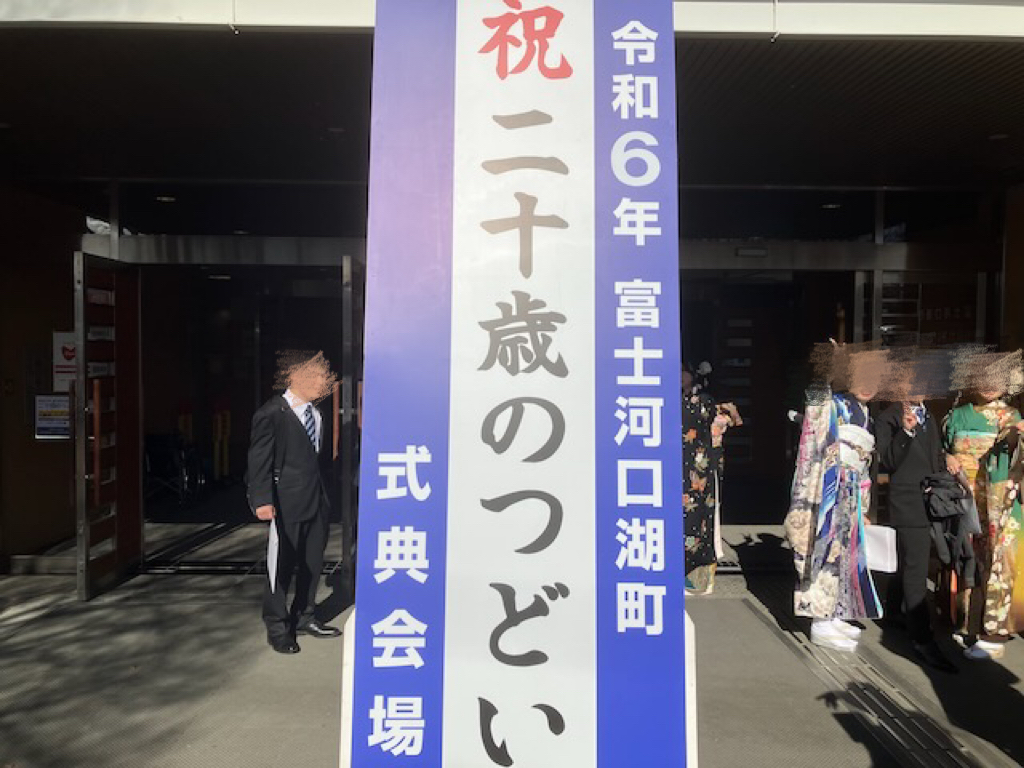 令和6年 富士河口湖町
祝 二十歳のつどい
式典会場